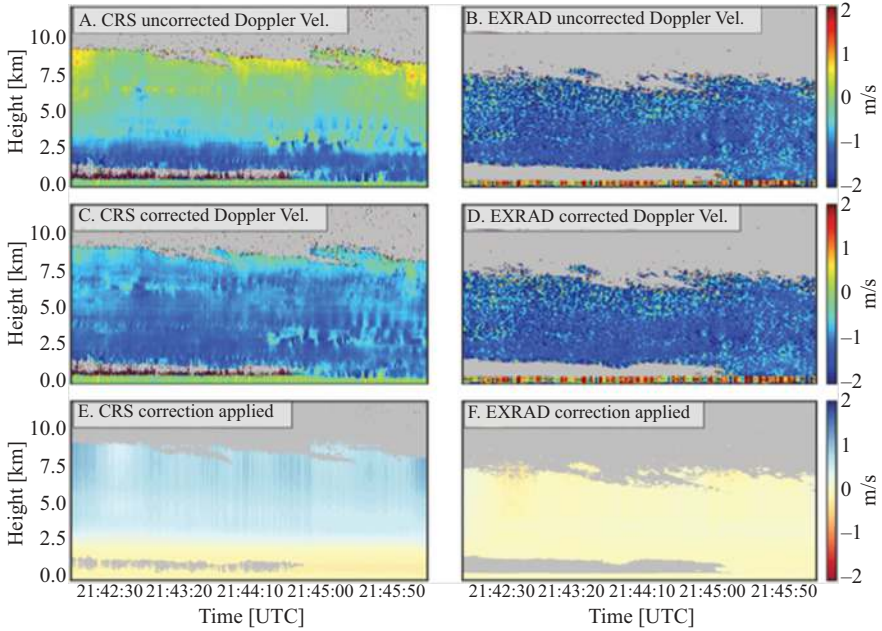 A. CRS uncorrected Doppler Vel.
B. EXRAD uncorrected Doppler Vel.
Height [km]
10.0
7.5
5.0
2.5
0.0
2
1
0
−1
−2
m/s
C. CRS corrected Doppler Vel.
D. EXRAD corrected Doppler Vel.
Height [km]
10.0
7.5
5.0
2.5
0.0
2
1
0
−1
−2
m/s
E. CRS correction applied
F. EXRAD correction applied
Height [km]
10.0
7.5
5.0
2.5
0.0
2
1
0
−1
−2
m/s
21:42:30 21:43:20 21:44:10 21:45:00 21:45:50
21:42:30 21:43:20 21:44:10 21:45:00 21:45:50
Time [UTC]
Time [UTC]